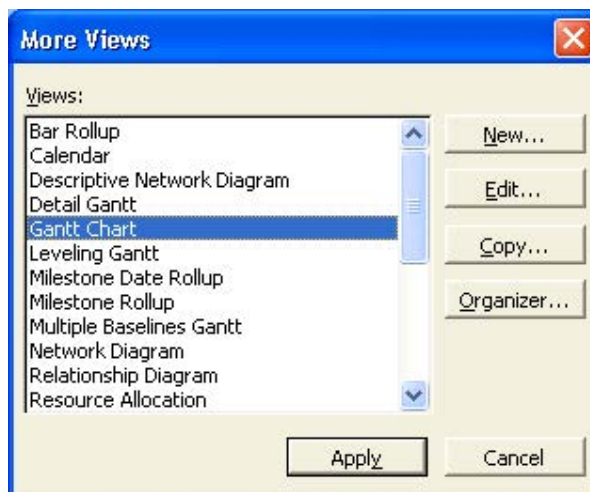 More Views
Views:
Bar Rollup
Calendar
Descriptive Network Diagram
Detail Gantt
Gantt Chart
Leveling Gantt
Milestone Date Rollup
Milestone Rollup
Multiple Baselines Gantt
Network Diagram
Relationship Diagram
Resource Allocation
New...
Edit...
Copy...
Organizer...
Apply
Cancel